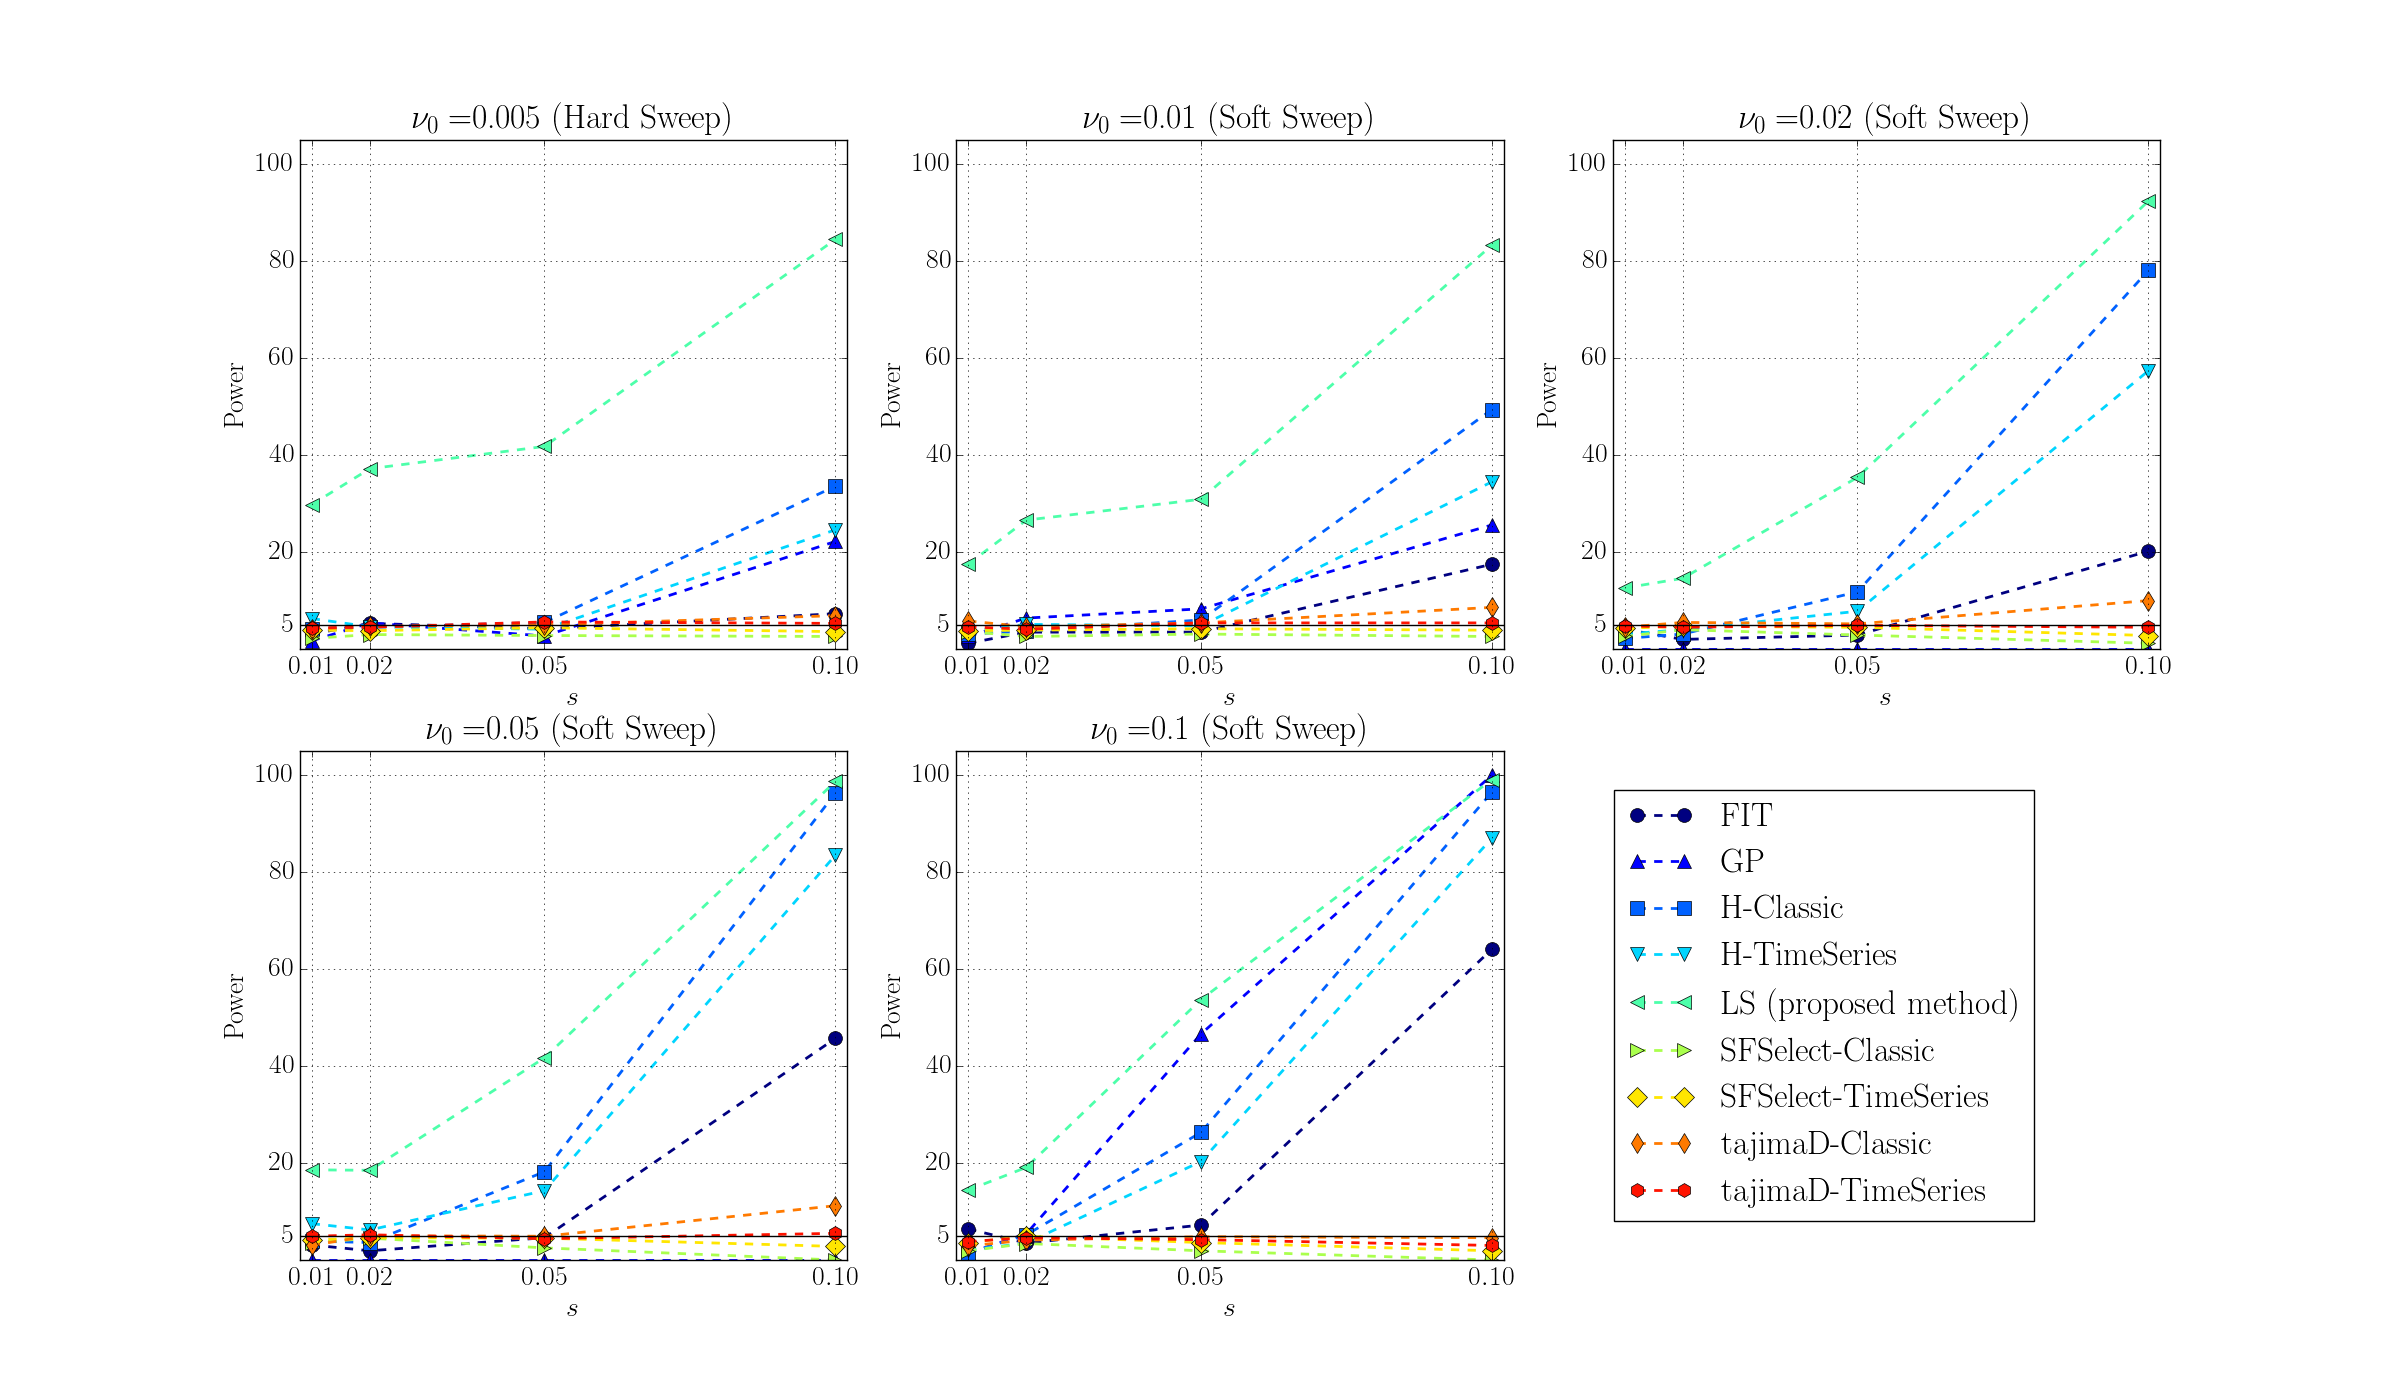 ν0 =0.005 (Hard Sweep)
100
80
60
40
20
5
Power
0.01 0.02 0.05 0.10
s
ν0 =0.01 (Soft Sweep)
100
80
60
40
20
5
Power
0.01 0.02 0.05 0.10
s
ν0 =0.02 (Soft Sweep)
100
80
60
40
20
5
Power
0.01 0.02 0.05 0.10
s
ν0 =0.05 (Soft Sweep)
100
80
60
40
20
5
Power
0.01 0.02 0.05 0.10
s
ν0 =0.1 (Soft Sweep)
100
80
60
40
20
5
Power
0.01 0.02 0.05 0.10
s
FIT
GP
H-Classic
H-TimeSeries
LS (proposed method)
SFSelect-Classic
SFSelect-TimeSeries
tajimaD-Classic
tajimaD-TimeSeries